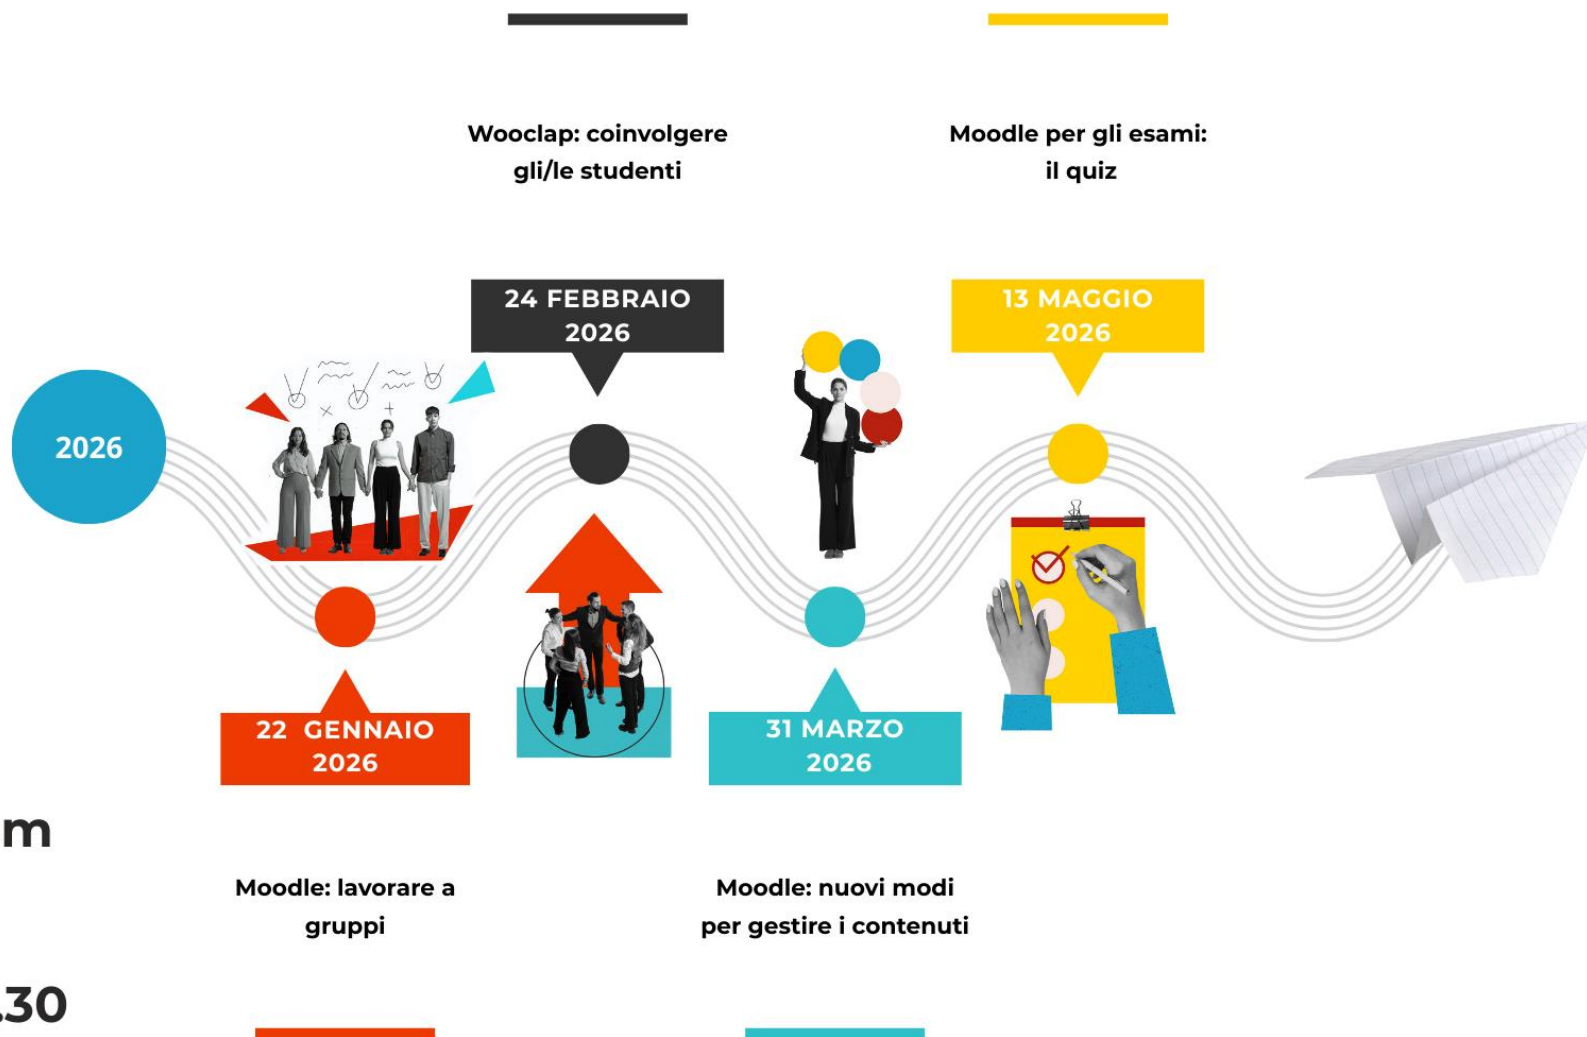 Wooclap: coinvolgere
gli/le studenti
Moodle per gli esami:
il quiz
24 FEBBRAIO
2026
13 MAGGIO
2026
2026
22 GENNAIO
2026
31 MARZO
2026
m
Moodle: lavorare a
gruppi
Moodle: nuovi modi
per gestire i contenuti
.30